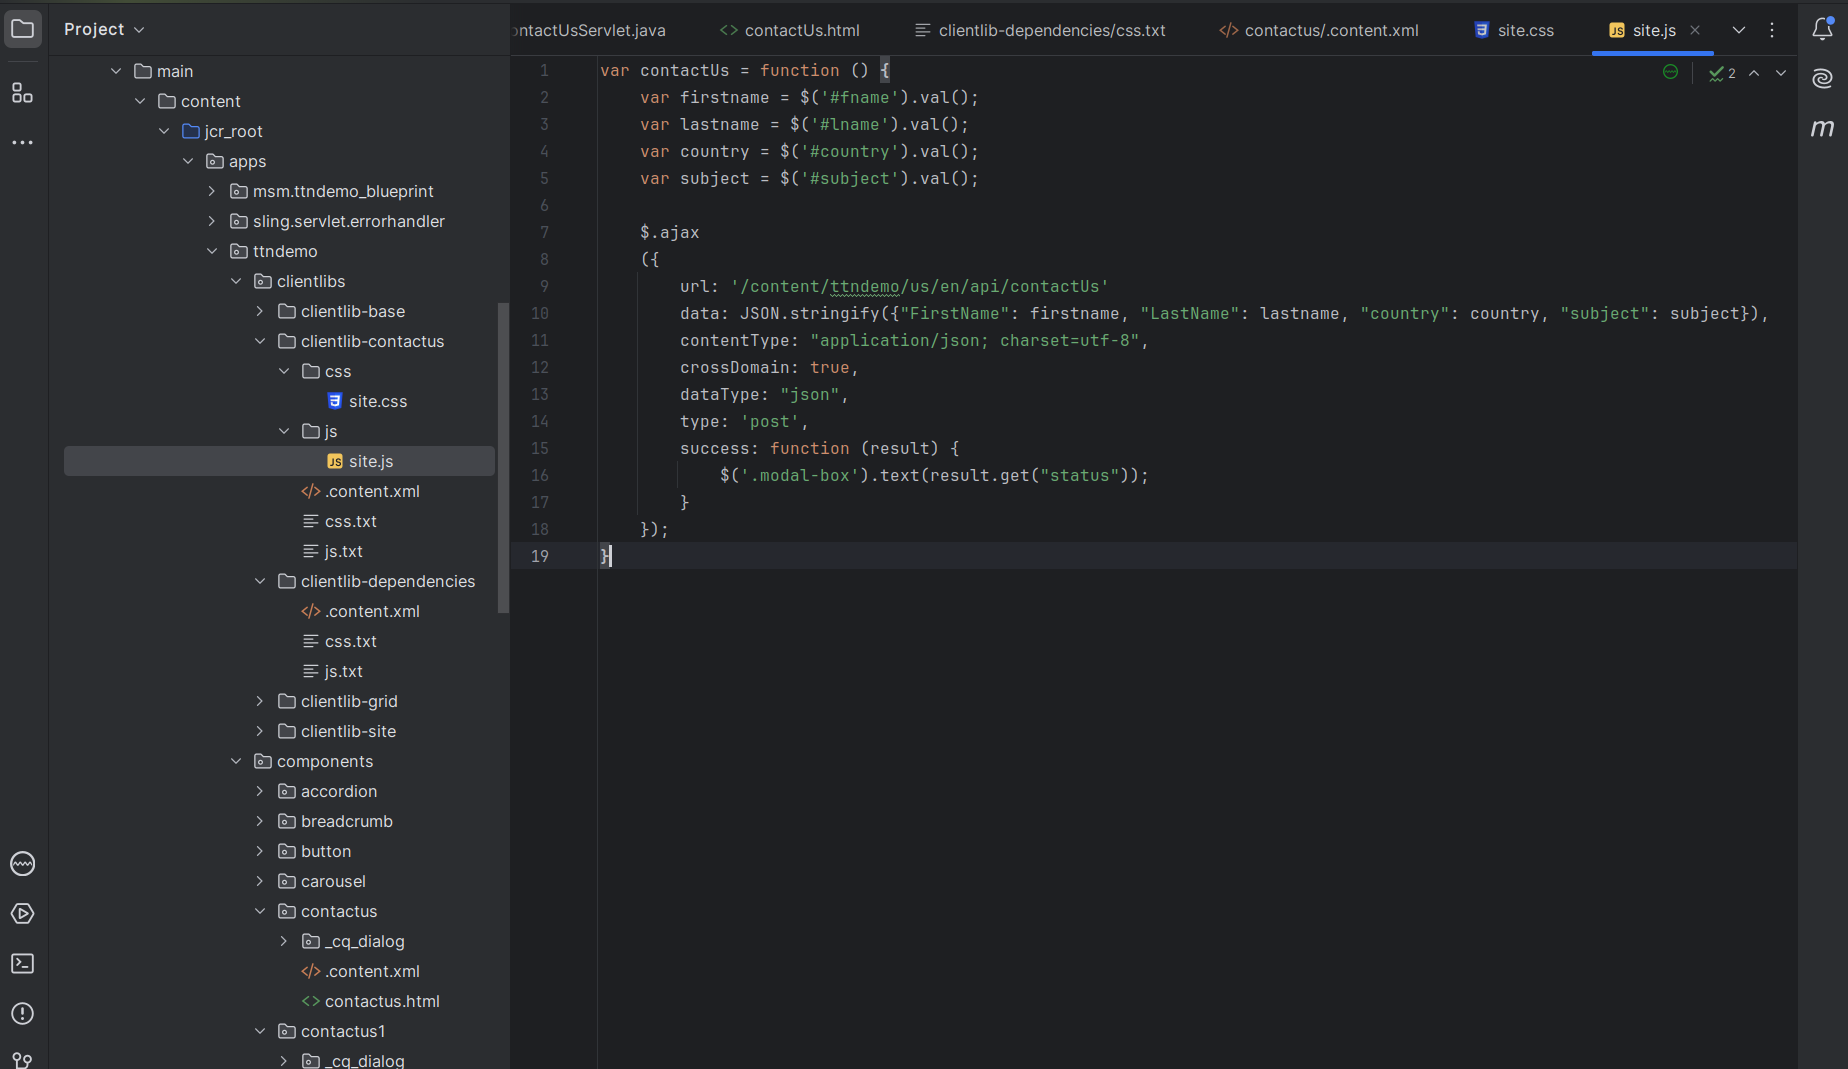 Project
ontactUsServlet.java
contactUs.html
clientlib-dependencies/css.txt
contactus/.content.xml
site.css
JS site.js
main
content
jcr_root
apps
msm.ttndemo_blueprint
sling.servlet.errorhandler
ttndemo
clientlibs
clientlib-base
clientlib-contactus
css
site.css
js
JS site.js
.content.xml
css.txt
js.txt
clientlib-dependencies
.content.xml
css.txt
js.txt
clientlib-grid
clientlib-site
components
accordion
breadcrumb
button
carousel
contactus
_cq_dialog
.content.xml
contactus.html
contactus1
_cq_dialog
1 var contactUs = function () {
2     var firstname = $('#fname').val();
3     var lastname = $('#lname').val();
4     var country = $('#country').val();
5     var subject = $('#subject').val();
6
7     $.ajax
8     ({
9         url: '/content/ttndemo/us/en/api/contactUs'
10         data: JSON.stringify({"FirstName": firstname, "LastName": lastname, "country": country, "subject": subject}),
11         contentType: "application/json; charset=utf-8",
12         crossDomain: true,
13         dataType: "json",
14         type: 'post',
15         success: function (result) {
16             $('.modal-box').text(result.get("status"));
17         }
18     });
19 }
2
m